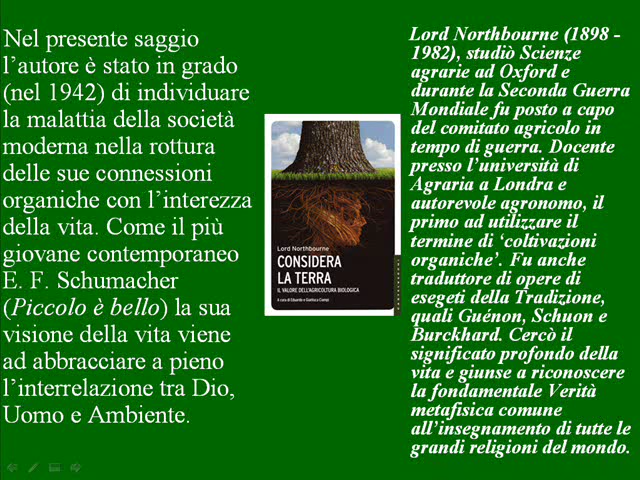 Nel presente saggio
l’autore è stato in grado
(nel 1942) di individuare
la malattia della società
moderna nella rottura
delle sue connessioni
organiche con l’interezza
della vita. Come il più
giovane contemporaneo
E. F. Schumacher
(Piccolo è bello) la sua
visione della vita viene
ad abbracciare a pieno
l’interrelazione tra Dio,
Uomo e Ambiente.
Lord Northbourne
CONSIDERA
LA TERRA
IL VALORE DELL'AGRICOLTURA BIOLOGICA
A cura di Eduardo e Gianluca
Lord Northbourne (1898 -
1982), studiò Scienze
agrarie ad Oxford e
durante la Seconda Guerra
Mondiale fu posto a capo
del comitato agricolo in
tempo di guerra. Docente
presso l’università di
Agraria a Londra e
autorevole agronomo, il
primo ad utilizzare il
termine di ‘coltivazioni
organiche’. Fu anche
traduttore di opere di
esegeti della Tradizione,
quali Guénon, Schuon e
Burckhard. Cercò il
significato profondo della
vita e giunse a riconoscere
la fondamentale Verità
metafisica comune
all’insegnamento di tutte le
grandi religioni del mondo.